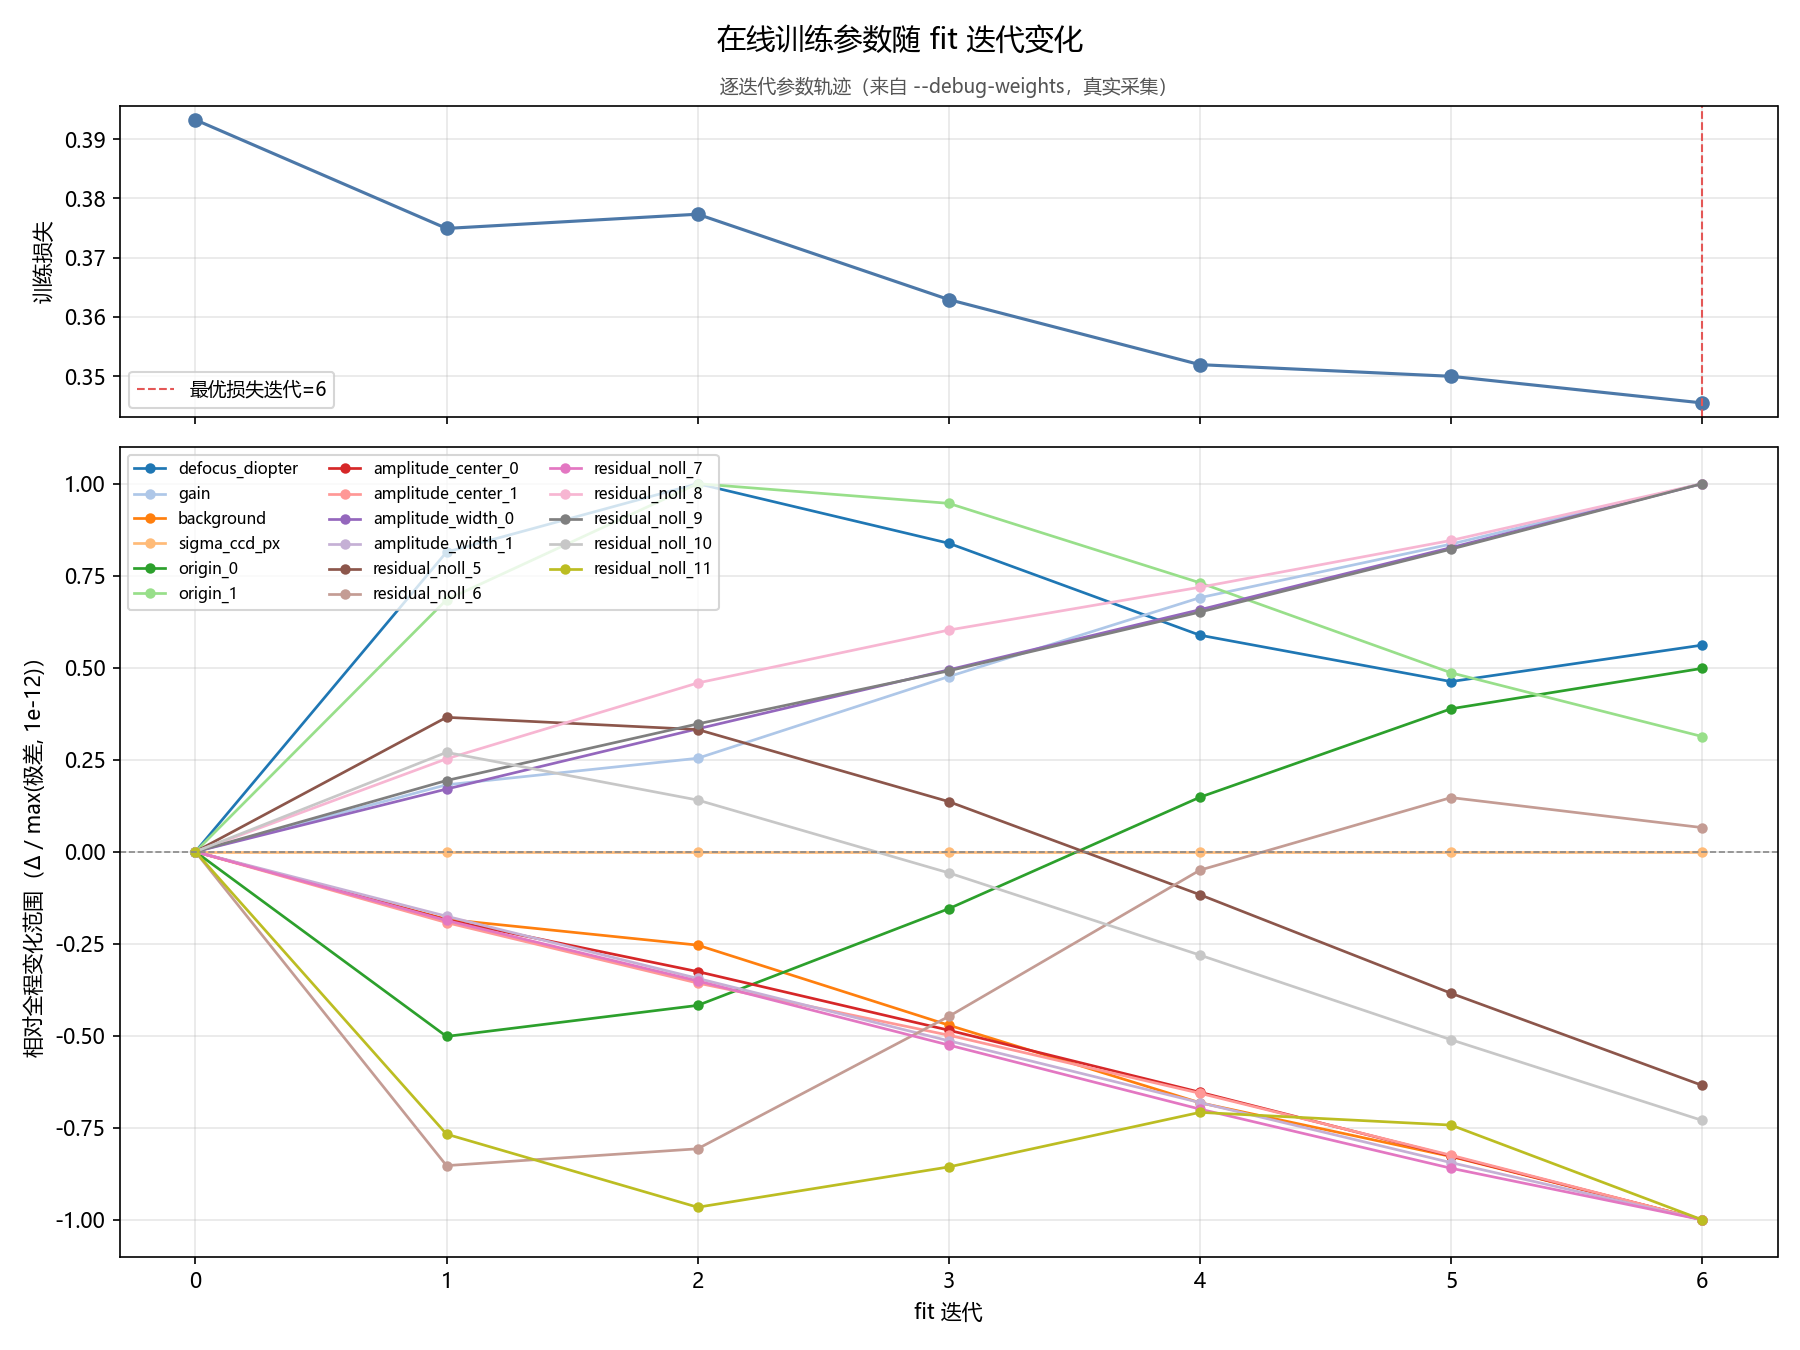 在线训练参数随 fit 迭代变化
逐迭代参数轨迹（来自 --debug-weights，真实采集）
训练损失
0.39
0.38
0.37
0.36
0.35
最优损失迭代=6
相对全程变化范围（Δ / max(极差, 1e-12)）
1.00
0.75
0.50
0.25
0.00
-0.25
-0.50
-0.75
-1.00
defocus_diopter
gain
background
sigma_ccd_px
origin_0
origin_1
amplitude_center_0
amplitude_center_1
amplitude_width_0
amplitude_width_1
residual_noll_5
residual_noll_6
residual_noll_7
residual_noll_8
residual_noll_9
residual_noll_10
residual_noll_11
0 1 2 3 4 5 6
fit 迭代